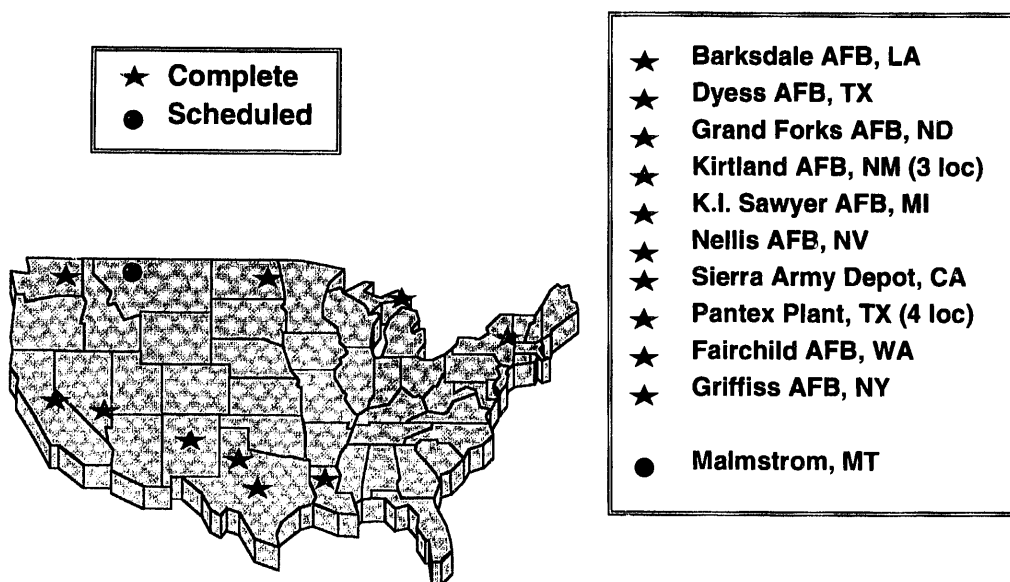 Complete
Scheduled
Barksdale AFB, LA
Dyess AFB, TX
Grand Forks AFB, ND
Kirtland AFB, NM (3 loc)
K.I. Sawyer AFB, MI
Nellis AFB, NV
Sierra Army Depot, CA
Pantex Plant, TX (4 loc)
Fairchild AFB, WA
Griffiss AFB, NY
Malmstrom, MT